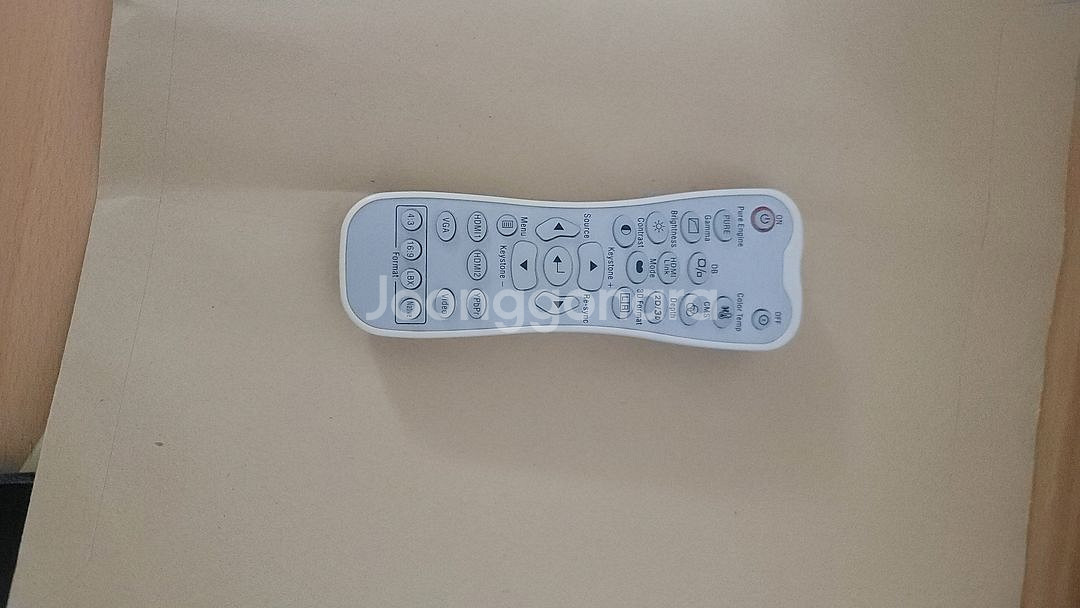 ON OFF
Pure Engine Color Temp
PURE
Gamma DB CMS
Brightness HDMI Link Depth
Contrast Mode 3D Format
2D/3D
L R
Keystone +
Source Re-sync
Menu Keystone −
HDMI1 HDMI2 YPbPr
VGA Video
4:3 16:9 LBX Native
Format
Joonggonara